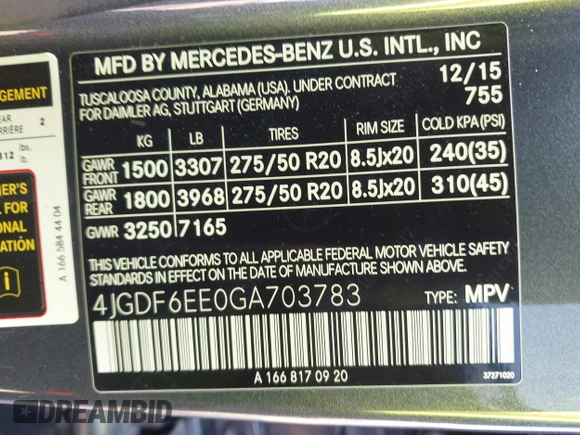 MFD BY MERCEDES-BENZ U.S. INTL., INC
TUSCALOOSA COUNTY, ALABAMA (USA). UNDER CONTRACT 12/15
FOR DAIMLER AG, STUTTGART (GERMANY) 755
KG LB TIRES RIM SIZE COLD KPA(PSI)
GAWR FRONT 1500 3307 275/50 R20 8.5Jx20 240(35)
GAWR REAR 1800 3968 275/50 R20 8.5Jx20 310(45)
GVWR 3250 7165
THIS VEHICLE CONFORMS TO ALL APPLICABLE FEDERAL MOTOR VEHICLE SAFETY
STANDARDS IN EFFECT ON THE DATE OF MANUFACTURE SHOWN ABOVE.
4JGDF6EE0GA703783 TYPE: MPV
A 166 817 09 20
37271020
2
lbs.
lb.
A 166 584 44 04
DREAMBID